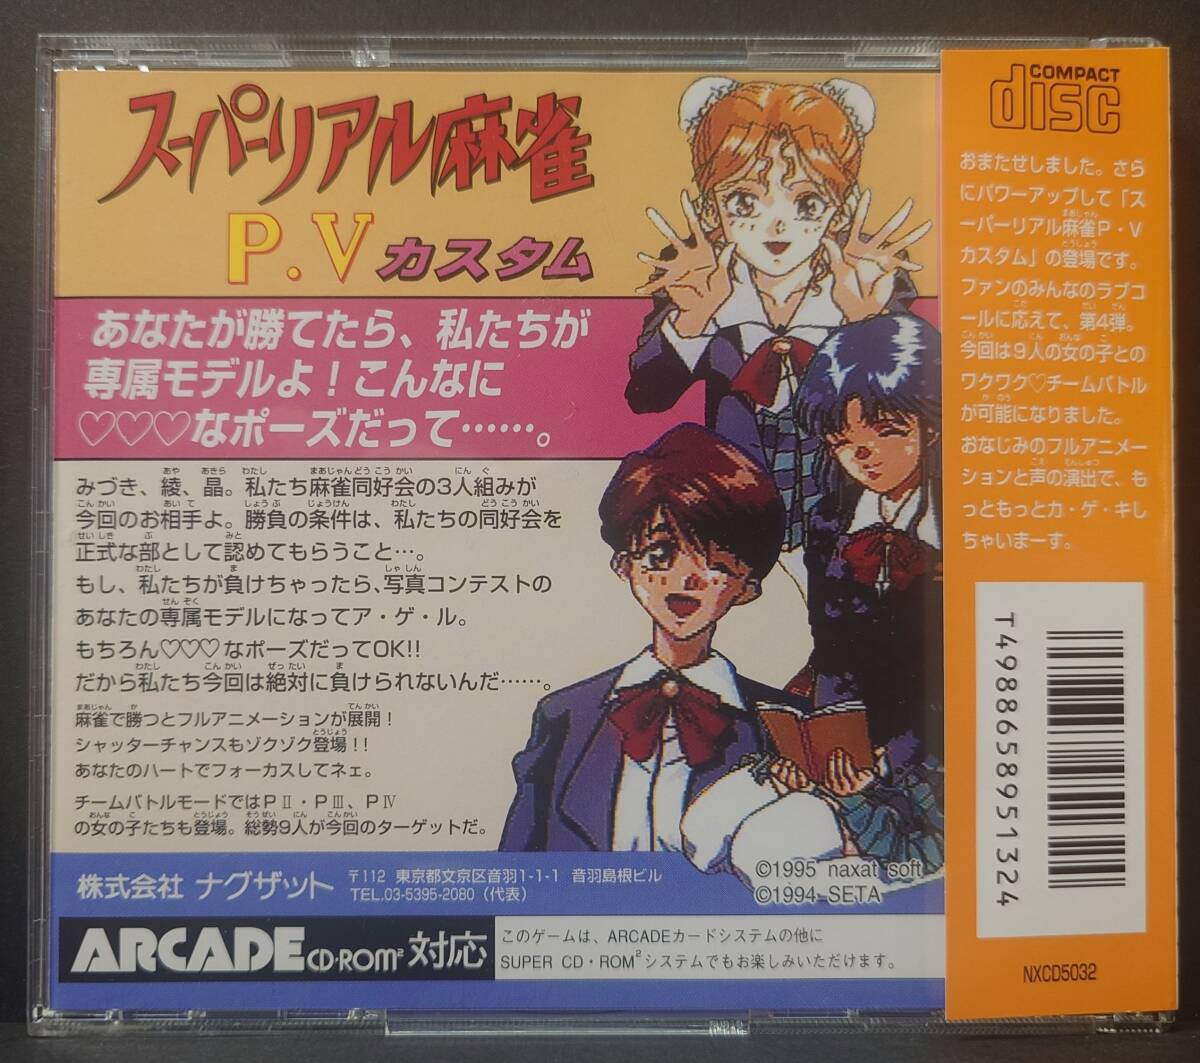 スーパーリアル麻雀
P.V カスタム
あなたが勝てたら、私たちが
専属モデルよ!こんなに
♡♡♡なポーズだって……。
みづき、綾、晶。私たち麻雀同好会の3人組みが
今回のお相手よ。勝負の条件は、私たちの同好会を
正式な部として認めてもらうこと…。
もし、私たちが負けちゃったら、写真コンテストの
あなたの専属モデルになってア・ゲ・ル。
もちろん♡♡♡なポーズだってOK!!
だから私たち今回は絶対に負けられないんだ……。
麻雀で勝つとフルアニメーションが展開!
シャッターチャンスもゾクゾク登場!!
あなたのハートでフォーカスしてネェ。
チームバトルモードではPⅡ・PⅢ、PⅣ
の女の子たちも登場。総勢9人が今回のターゲットだ。
株式会社 ナグザット
〒112 東京都文京区音羽1-1-1 音羽島根ビル
TEL.03-5395-2080(代表)
©1995 naxat soft
©1994 SETA
ARCADE CD・ROM² 対応
このゲームは、ARCADEカードシステムの他に
SUPER CD・ROM²システムでもお楽しみいただけます。
COMPACT
disc
おまたせしました。さら
にパワーアップして「ス
ーパーリアル麻雀P・V
カスタム」の登場です。
ファンのみんなのラブコ
ールに応えて、第4弾。
今回は9人の女の子との
ワクワク♡チームバトル
が可能になりました。
おなじみのフルアニメー
ションと声の演出で、も
っともっとカ・ゲ・キし
ちゃいまーす。
T4988658951324
NXCD5032